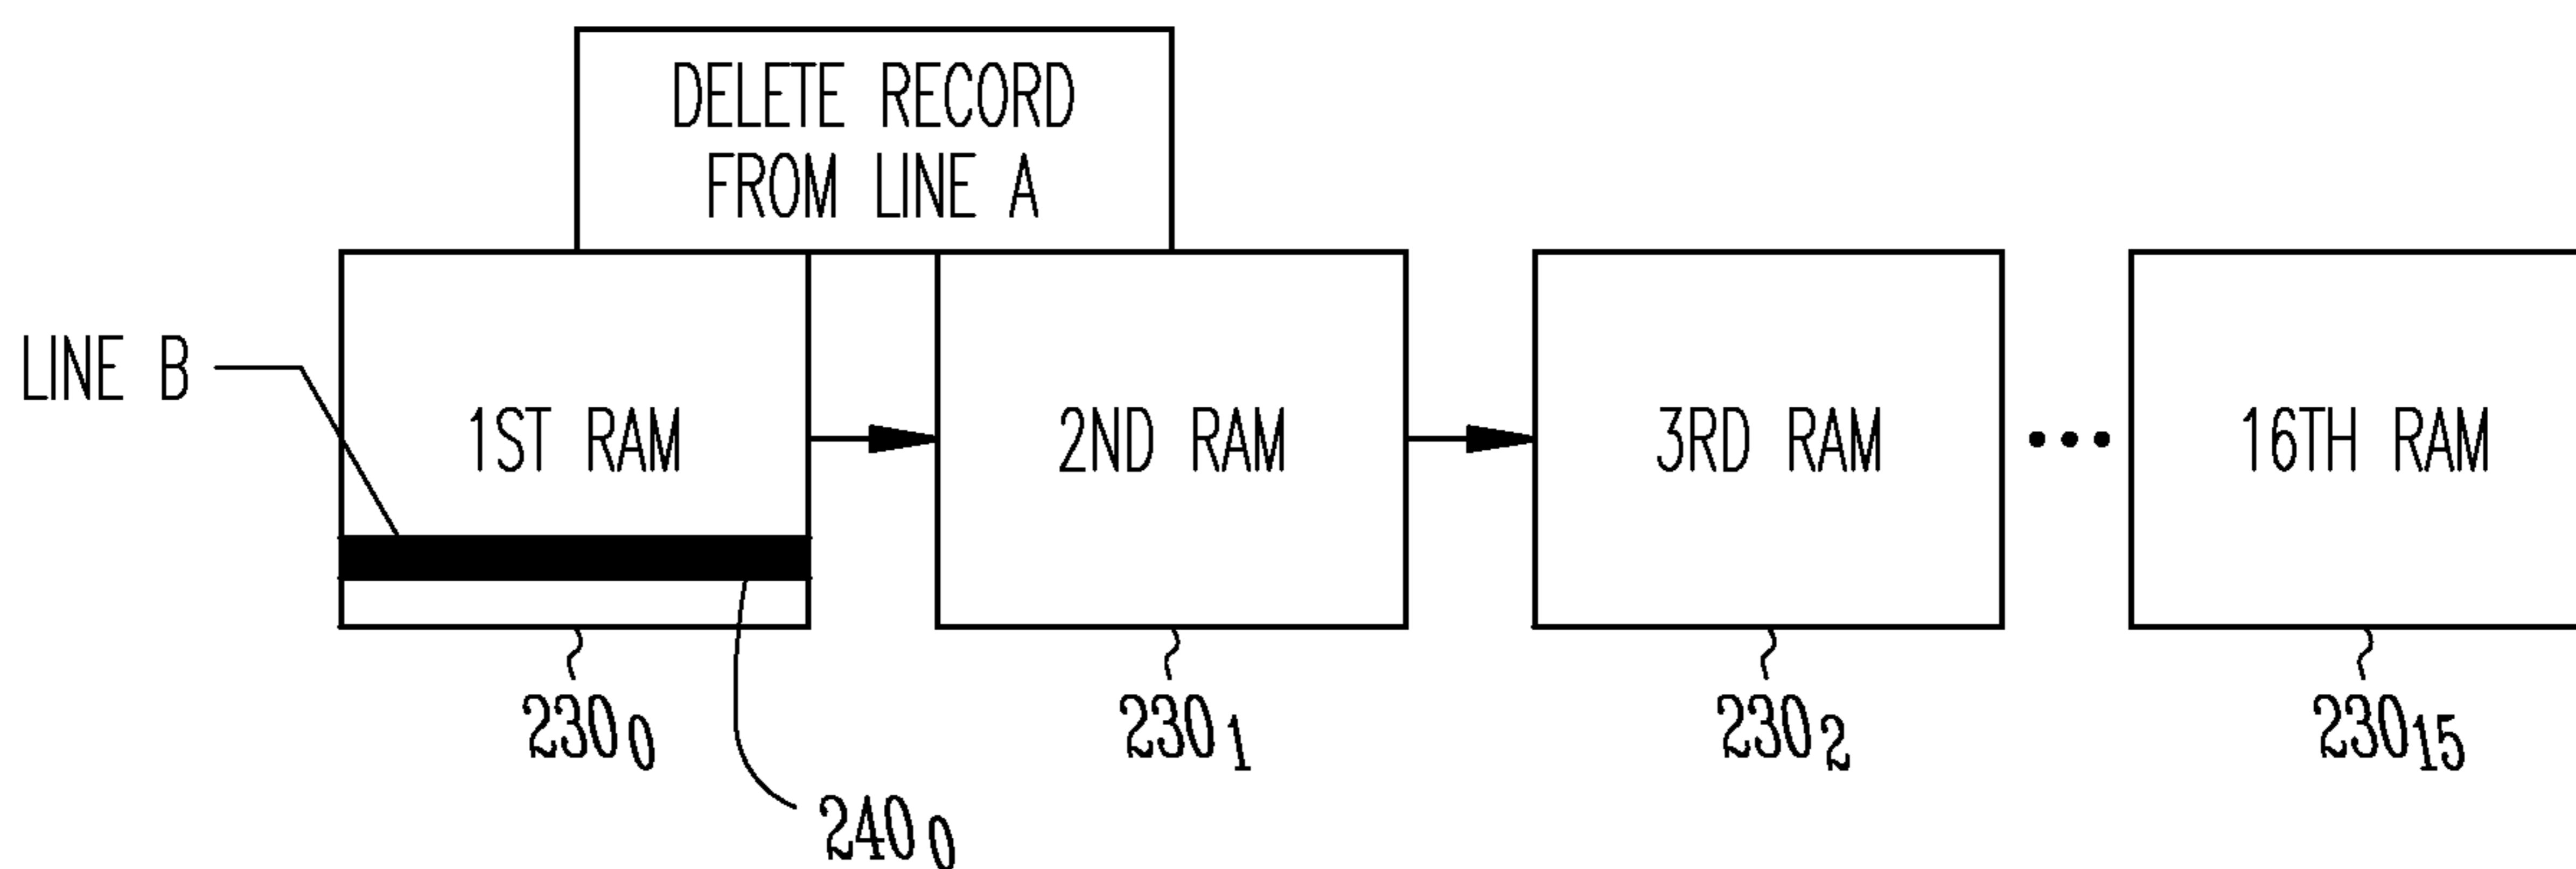 DELETE RECORD
FROM LINE A
LINE B
1ST RAM
2ND RAM
3RD RAM
•••
16TH RAM
230₀
230₁
230₂
230₁₅
240₀